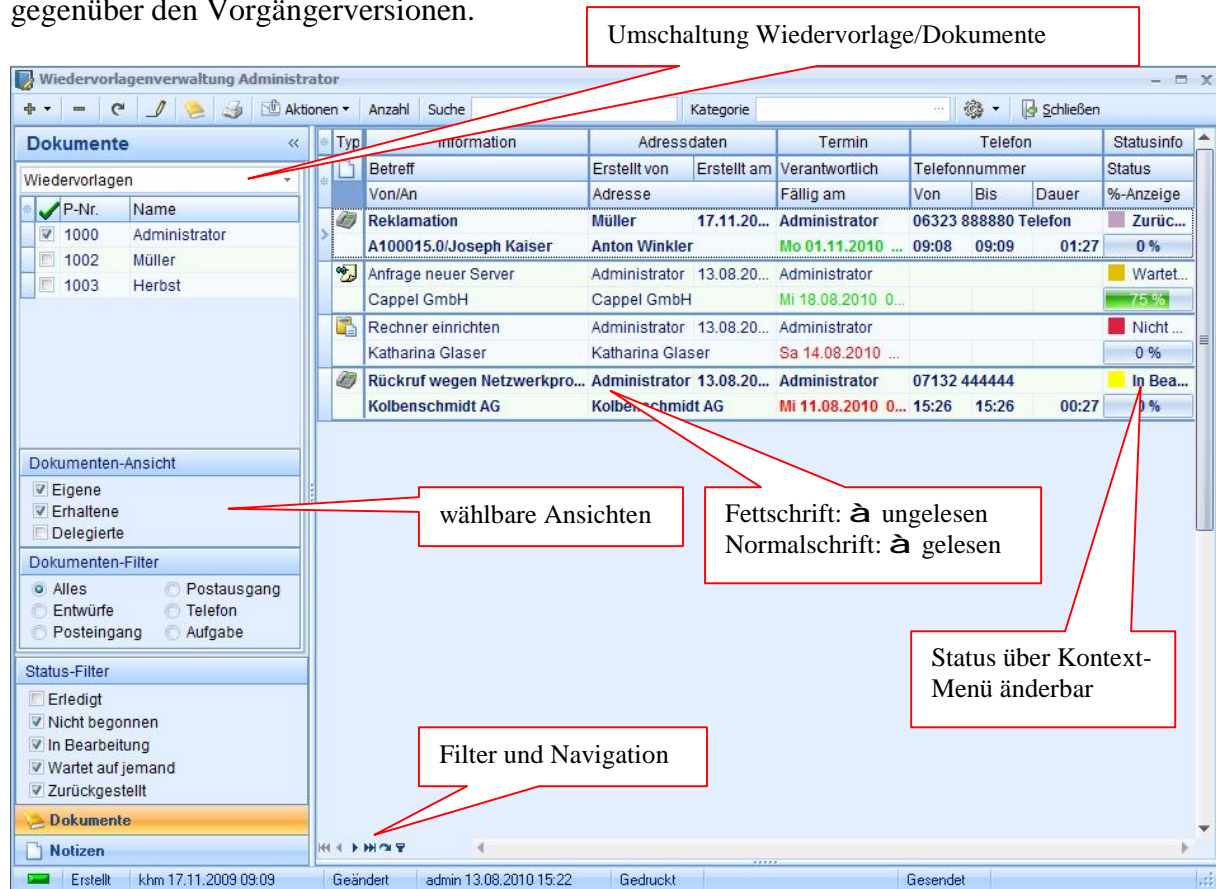 gegenüber den Vorgängerversionen.
Umschaltung Wiedervorlage/Dokumente
Wiedervorlagenverwaltung Administrator
Aktionen Anzahl Suche Kategorie ... Schließen
Dokumente «
Wiedervorlagen
P-Nr. Name
1000 Administrator
1002 Müller
1003 Herbst
Typ Information Adressdaten Termin Telefon Statusinfo
Betreff Erstellt von Erstellt am Verantwortlich Telefonnummer Status
Von/An Adresse Fällig am Von Bis Dauer %-Anzeige
Reklamation Müller 17.11.20... Administrator 06323 888880 Telefon Zurüc...
A100015.0/Joseph Kaiser Anton Winkler Mo 01.11.2010 ... 09:08 09:09 01:27 0 %
Anfrage neuer Server Administrator 13.08.20... Administrator Wartet...
Cappel GmbH Cappel GmbH Mi 18.08.2010 0... 75 %
Rechner einrichten Administrator 13.08.20... Administrator Nicht ...
Katharina Glaser Katharina Glaser Sa 14.08.2010 ... 0 %
Rückruf wegen Netzwerkpro... Administrator 13.08.20... Administrator 07132 444444 In Bea...
Kolbenschmidt AG Kolbenschmidt AG Mi 11.08.2010 0... 15:26 15:26 00:27 0 %
Dokumenten-Ansicht
Eigene
Erhaltene
Delegierte
wählbare Ansichten
Fettschrift: à ungelesen
Normalschrift: à gelesen
Dokumenten-Filter
Alles Postausgang
Entwürfe Telefon
Posteingang Aufgabe
Status über Kontext-
Menü änderbar
Status-Filter
Erledigt
Nicht begonnen
In Bearbeitung
Wartet auf jemand
Zurückgestellt
Filter und Navigation
Dokumente
Notizen
Erstellt khm 17.11.2009 09:09 Geändert admin 13.08.2010 15:22 Gedruckt Gesendet